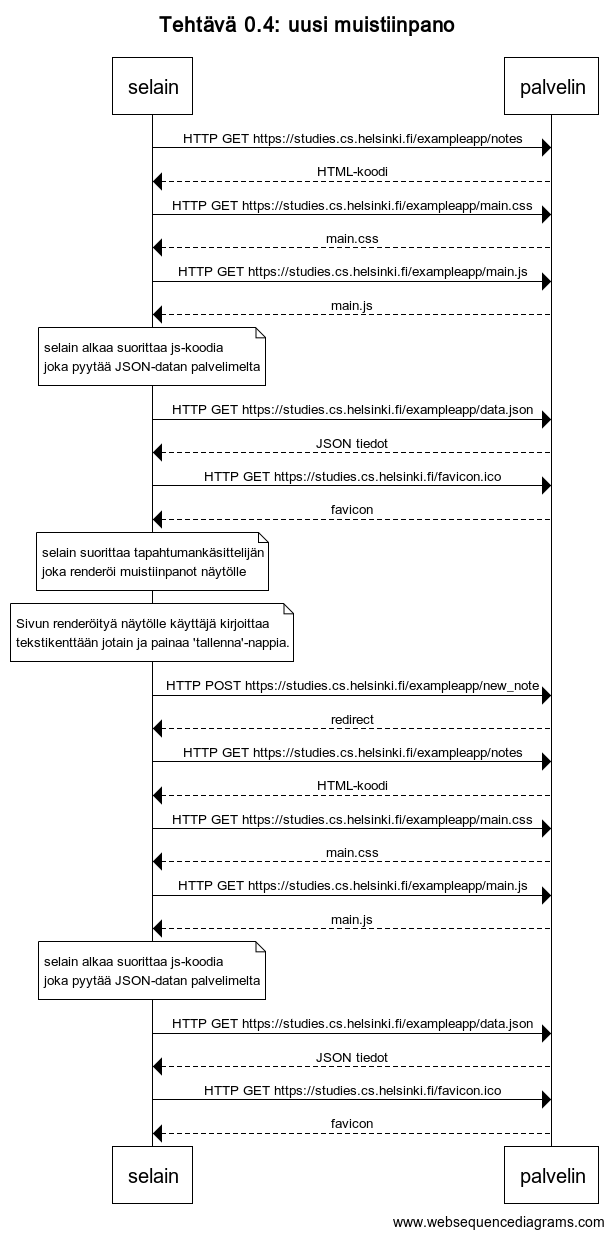 Tehtävä 0.4: uusi muistiinpano
selain palvelin
HTTP GET https://studies.cs.helsinki.fi/exampleapp/notes
HTML-koodi
HTTP GET https://studies.cs.helsinki.fi/exampleapp/main.css
main.css
HTTP GET https://studies.cs.helsinki.fi/exampleapp/main.js
main.js
selain alkaa suorittaa js-koodia
joka pyytää JSON-datan palvelimelta
HTTP GET https://studies.cs.helsinki.fi/exampleapp/data.json
JSON tiedot
HTTP GET https://studies.cs.helsinki.fi/favicon.ico
favicon
selain suorittaa tapahtumankäsittelijän
joka renderöi muistiinpanot näytölle
Sivun renderöityä näytölle käyttäjä kirjoittaa
tekstikenttään jotain ja painaa 'tallenna'-nappia.
HTTP POST https://studies.cs.helsinki.fi/exampleapp/new_note
redirect
HTTP GET https://studies.cs.helsinki.fi/exampleapp/notes
HTML-koodi
HTTP GET https://studies.cs.helsinki.fi/exampleapp/main.css
main.css
HTTP GET https://studies.cs.helsinki.fi/exampleapp/main.js
main.js
selain alkaa suorittaa js-koodia
joka pyytää JSON-datan palvelimelta
HTTP GET https://studies.cs.helsinki.fi/exampleapp/data.json
JSON tiedot
HTTP GET https://studies.cs.helsinki.fi/favicon.ico
favicon
selain palvelin
www.websequencediagrams.com